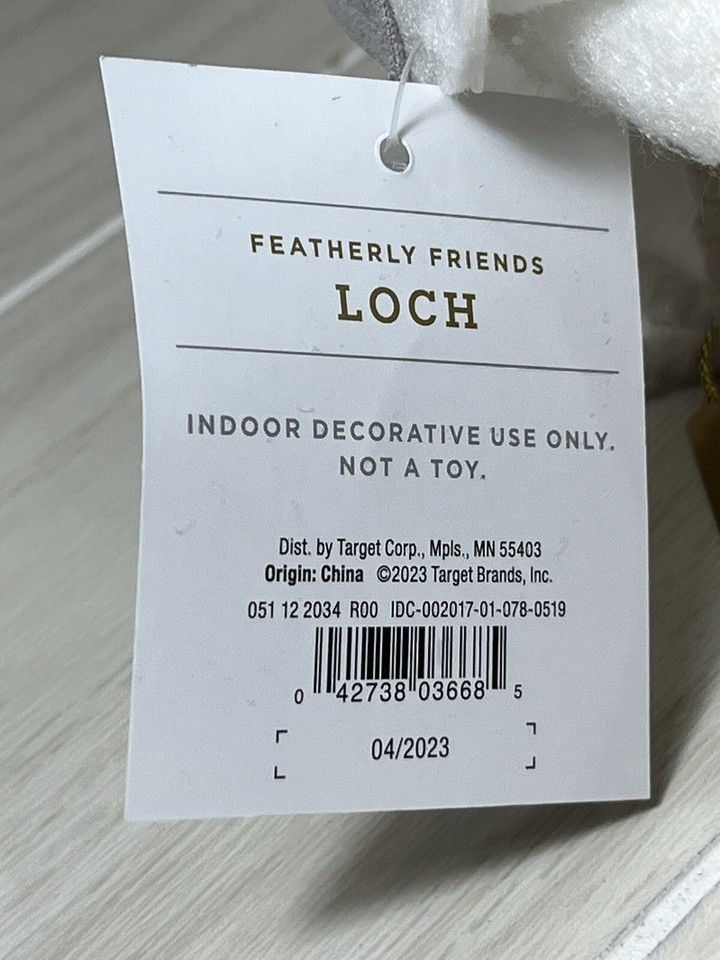 FEATHERLY FRIENDS
LOCH
INDOOR DECORATIVE USE ONLY.
NOT A TOY.
Dist. by Target Corp., Mpls., MN 55403
Origin: China ©2023 Target Brands, Inc.
051 12 2034 R00 IDC-002017-01-078-0519
0 42738 03668 5
04/2023